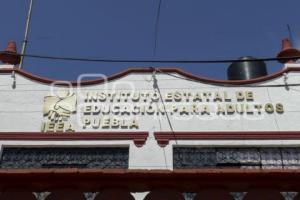 INSTITUTO ESTATAL DE
EDUCACIÓN PARA ADULTOS
PUEBLA
IEEA